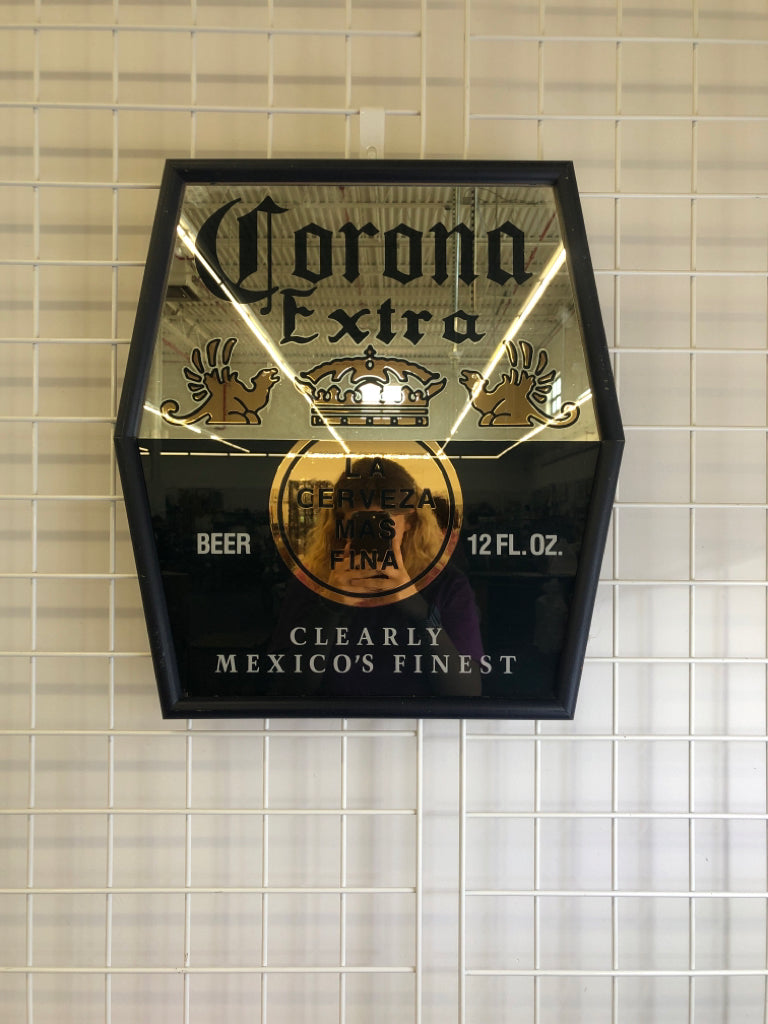 Corona
Extra
LA
CERVEZA
MAS
FINA
BEER
12 FL. OZ.
CLEARLY
MEXICO'S FINEST